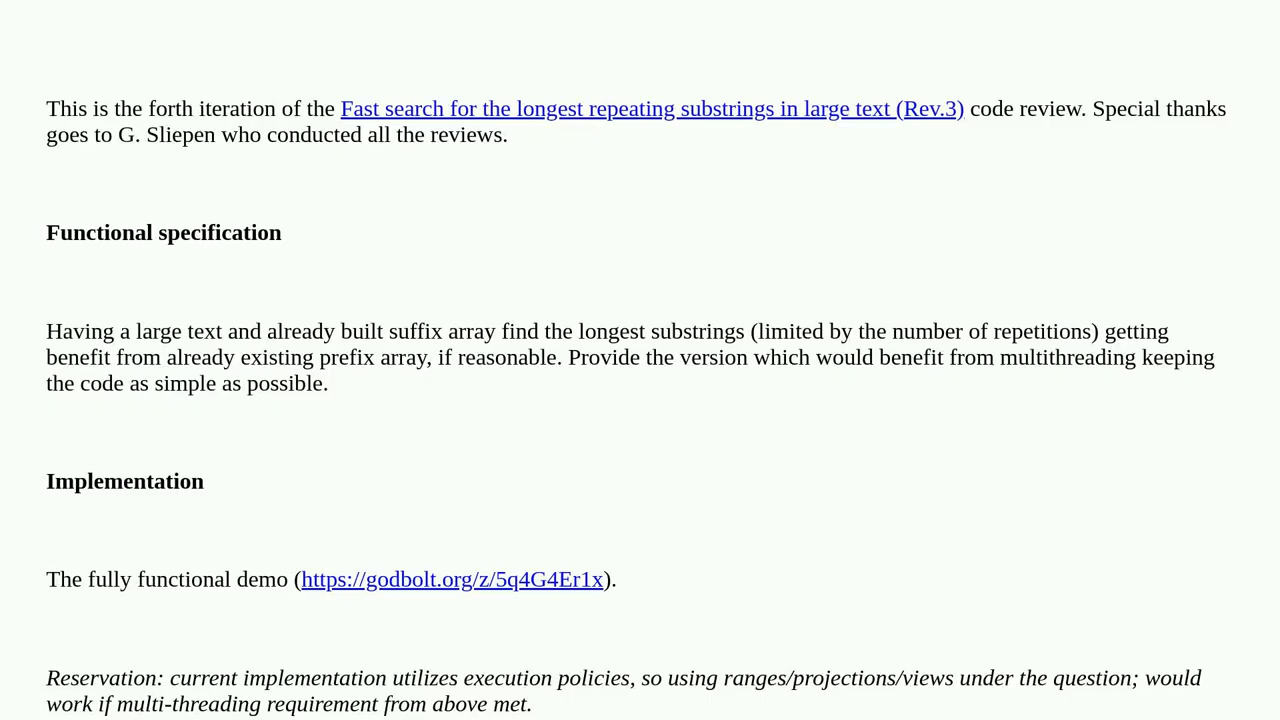 This is the forth iteration of the Fast search for the longest repeating substrings in large text (Rev.3) code review. Special thanks
goes to G. Sliepen who conducted all the reviews.
Functional specification
Having a large text and already built suffix array find the longest substrings (limited by the number of repetitions) getting
benefit from already existing prefix array, if reasonable. Provide the version which would benefit from multithreading keeping
the code as simple as possible.
Implementation
The fully functional demo (https://godbolt.org/z/5q4G4Er1x).
Reservation: current implementation utilizes execution policies, so using ranges/projections/views under the question; would
work if multi-threading requirement from above met.